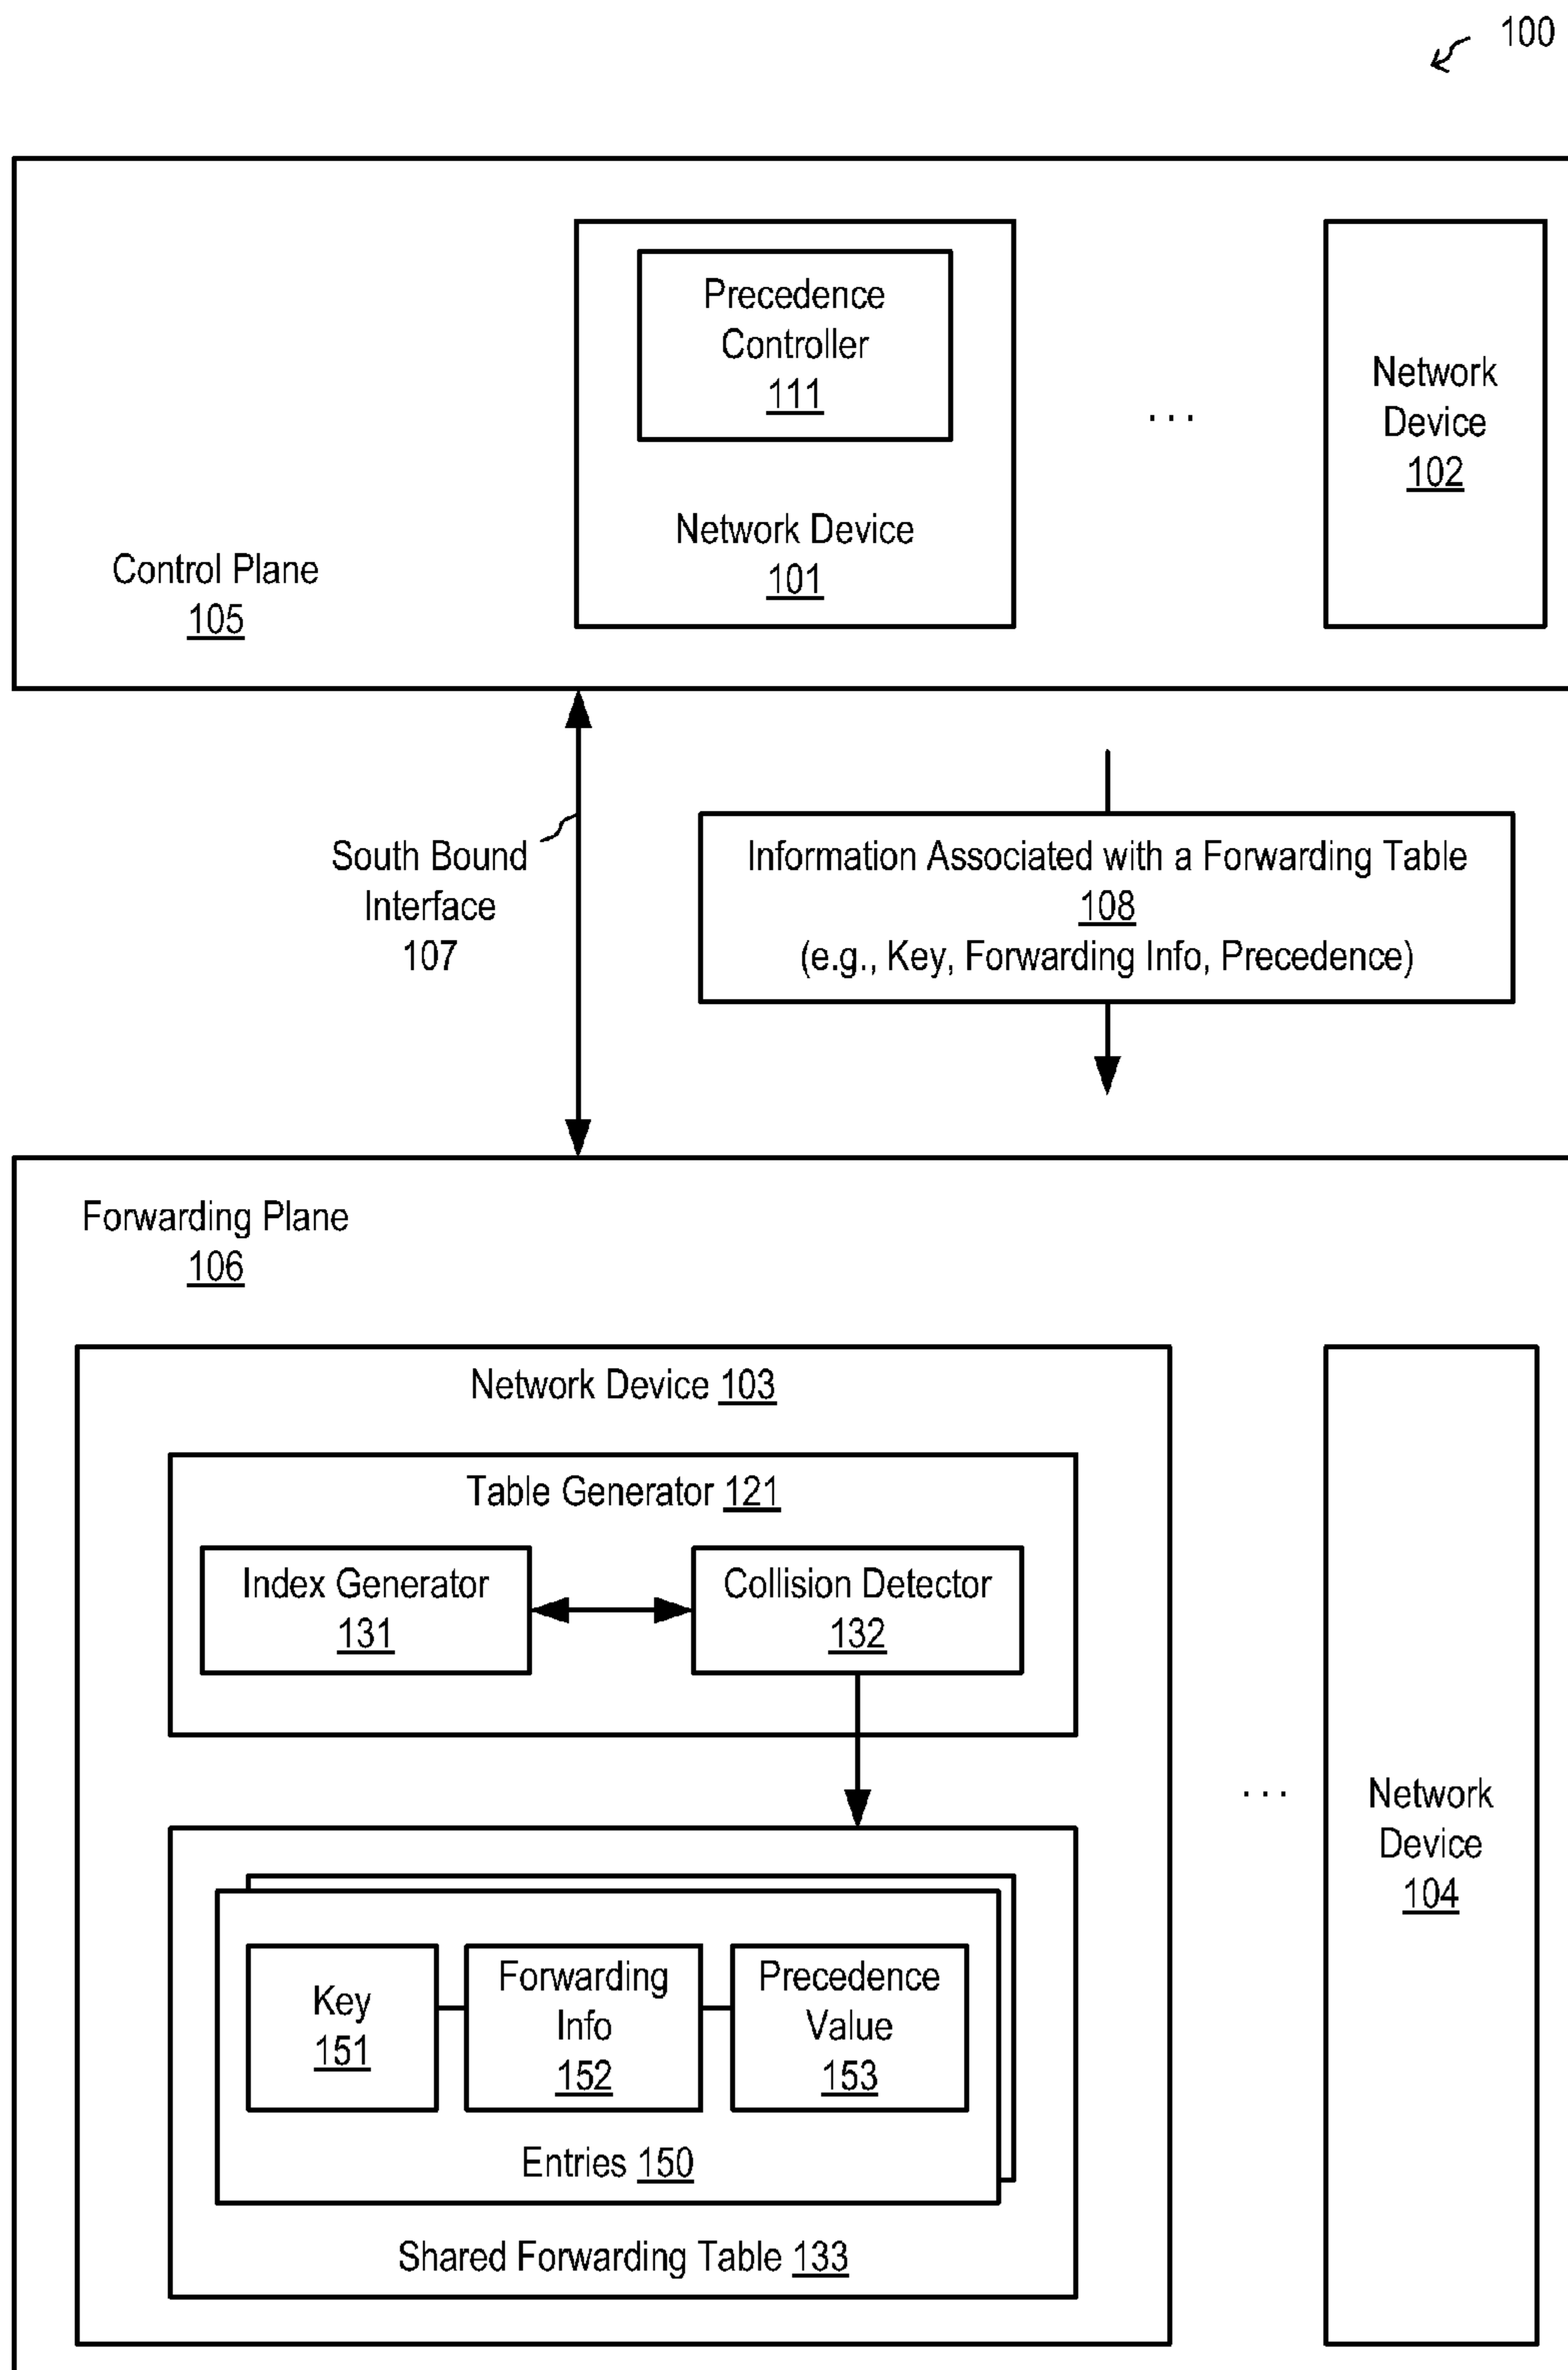 100
Precedence
Controller
111
Network Device
101
. . .
Network
Device
102
Control Plane
105
South Bound
Interface
107
Information Associated with a Forwarding Table
108
(e.g., Key, Forwarding Info, Precedence)
Forwarding Plane
106
Network Device 103
Table Generator 121
Index Generator
131
Collision Detector
132
Key
151
Forwarding
Info
152
Precedence
Value
153
Entries 150
Shared Forwarding Table 133
. . .
Network
Device
104